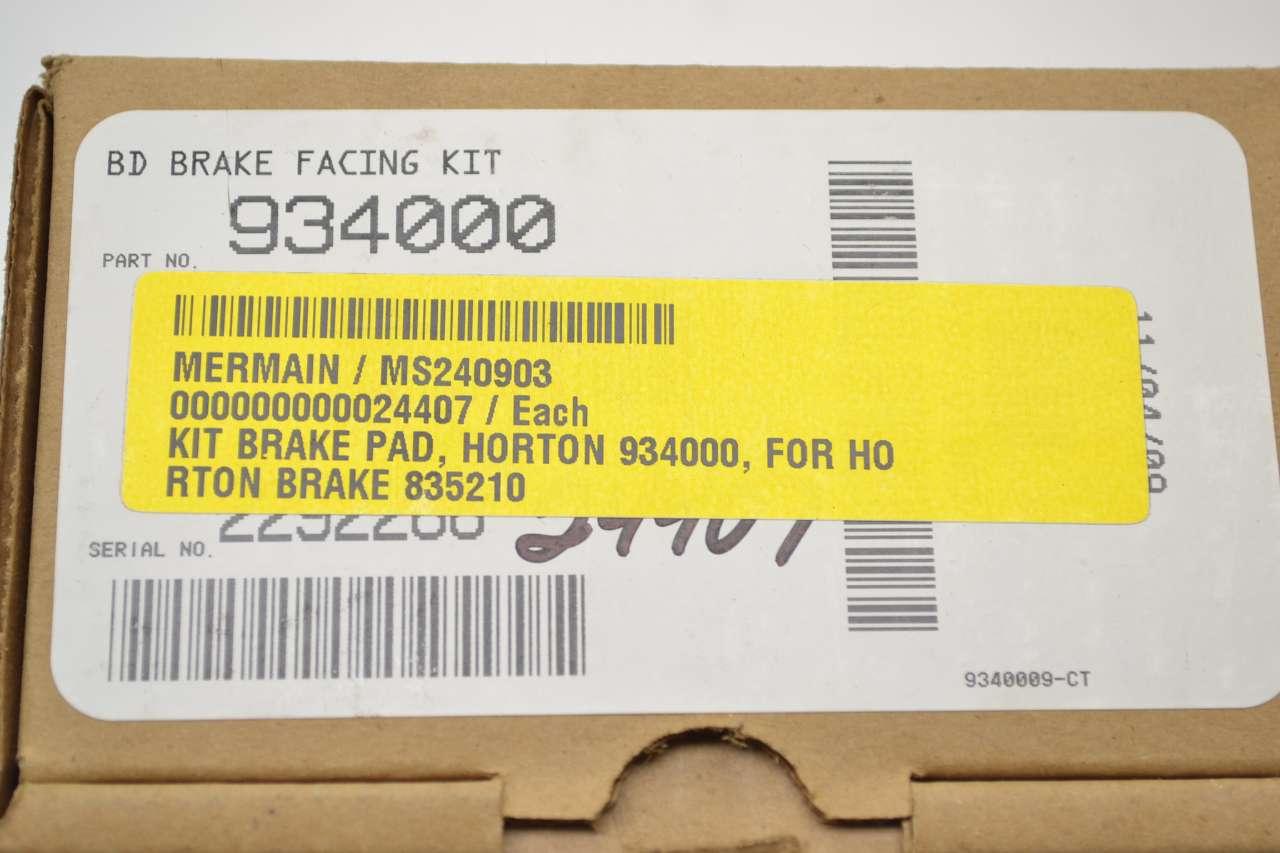 BD BRAKE FACING KIT
934000
PART NO.
MERMAIN / MS240903
000000000024407 / Each
KIT BRAKE PAD, HORTON 934000, FOR HO
RTON BRAKE 835210
SERIAL NO.
24407
9340009-CT